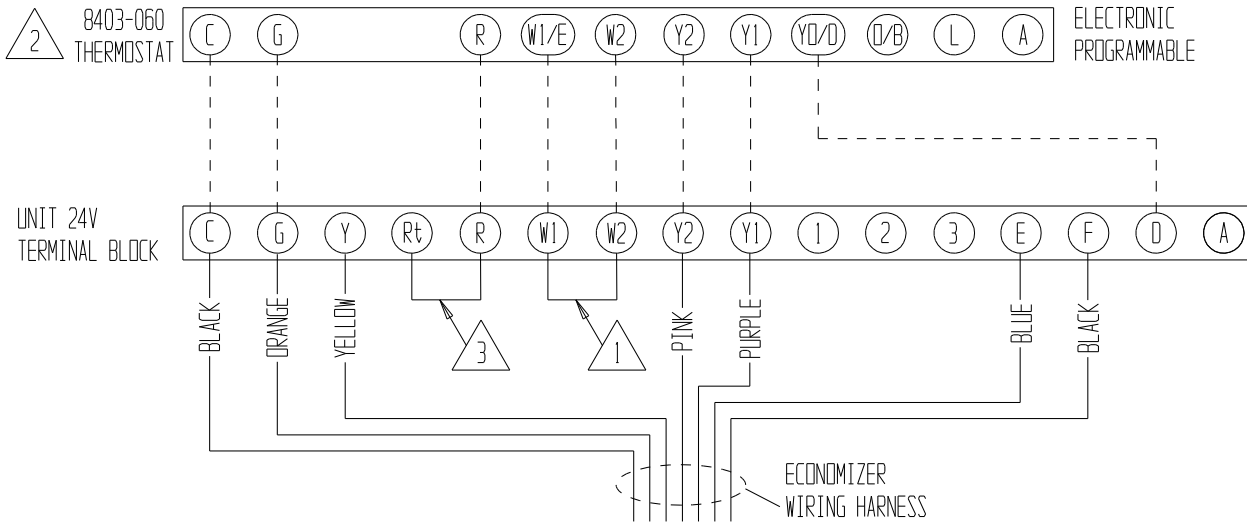 2
8403-060
THERMOSTAT
C G R W1/E W2 Y2 Y1 YO/D O/B L A
ELECTRONIC
PROGRAMMABLE
UNIT 24V
TERMINAL BLOCK
C G Y Rt R W1 W2 Y2 Y1 1 2 3 E F D A
BLACK
ORANGE
YELLOW
3
1
PINK
PURPLE
BLUE
BLACK
ECONOMIZER
WIRING HARNESS